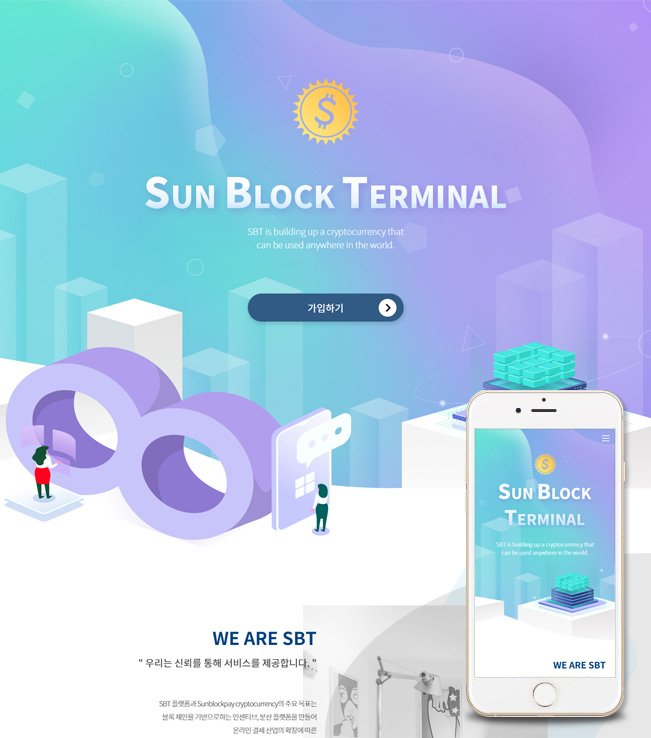 SUN BLOCK TERMINAL
SBT is building up a cryptocurrency that
can be used anywhere in the world.
가입하기
SUN BLOCK
TERMINAL
SBT is building up a cryptocurrency that
can be used anywhere in the world.
WE ARE SBT
WE ARE SBT
" 우리는 신뢰를 통해 서비스를 제공합니다. "
SBT 플랫폼과 Sunblockpay cryptocurrency의 주요 목표는
블록 체인을 기반으로하는 인센티브, 분산 플랫폼을 만들어
온라인 결제 산업의 확장에 따른